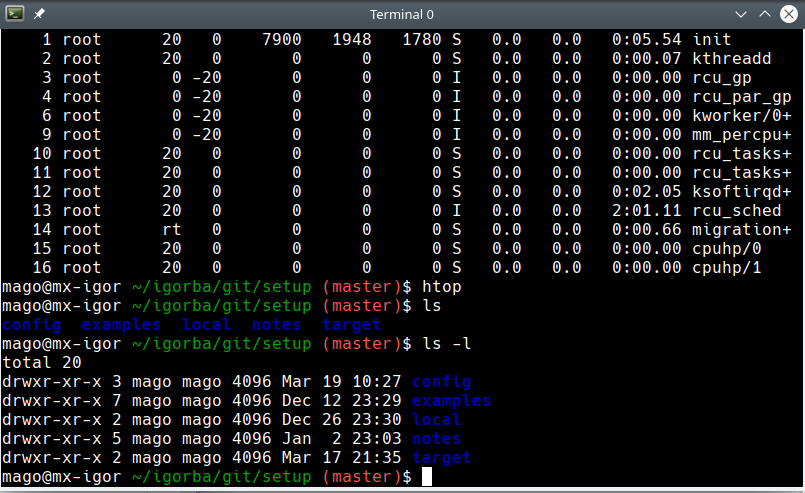 Terminal 0
1 root 20 0 7900 1948 1780 S 0.0 0.0 0:05.54 init
2 root 20 0 0 0 0 S 0.0 0.0 0:00.07 kthreadd
3 root 0 -20 0 0 0 I 0.0 0.0 0:00.00 rcu_gp
4 root 0 -20 0 0 0 I 0.0 0.0 0:00.00 rcu_par_gp
6 root 0 -20 0 0 0 I 0.0 0.0 0:00.00 kworker/0+
9 root 0 -20 0 0 0 I 0.0 0.0 0:00.00 mm_percpu+
10 root 20 0 0 0 0 S 0.0 0.0 0:00.00 rcu_tasks+
11 root 20 0 0 0 0 S 0.0 0.0 0:00.00 rcu_tasks+
12 root 20 0 0 0 0 S 0.0 0.0 0:02.05 ksoftirqd+
13 root 20 0 0 0 0 I 0.0 0.0 2:01.11 rcu_sched
14 root rt 0 0 0 0 S 0.0 0.0 0:00.66 migration+
15 root 20 0 0 0 0 S 0.0 0.0 0:00.00 cpuhp/0
16 root 20 0 0 0 0 S 0.0 0.0 0:00.00 cpuhp/1
mago@mx-igor ~/igorba/git/setup (master)$ htop
mago@mx-igor ~/igorba/git/setup (master)$ ls
config examples local notes target
mago@mx-igor ~/igorba/git/setup (master)$ ls -l
total 20
drwxr-xr-x 3 mago mago 4096 Mar 19 10:27 config
drwxr-xr-x 7 mago mago 4096 Dec 12 23:29 examples
drwxr-xr-x 2 mago mago 4096 Dec 26 23:30 local
drwxr-xr-x 5 mago mago 4096 Jan 2 23:03 notes
drwxr-xr-x 2 mago mago 4096 Mar 17 21:35 target
mago@mx-igor ~/igorba/git/setup (master)$